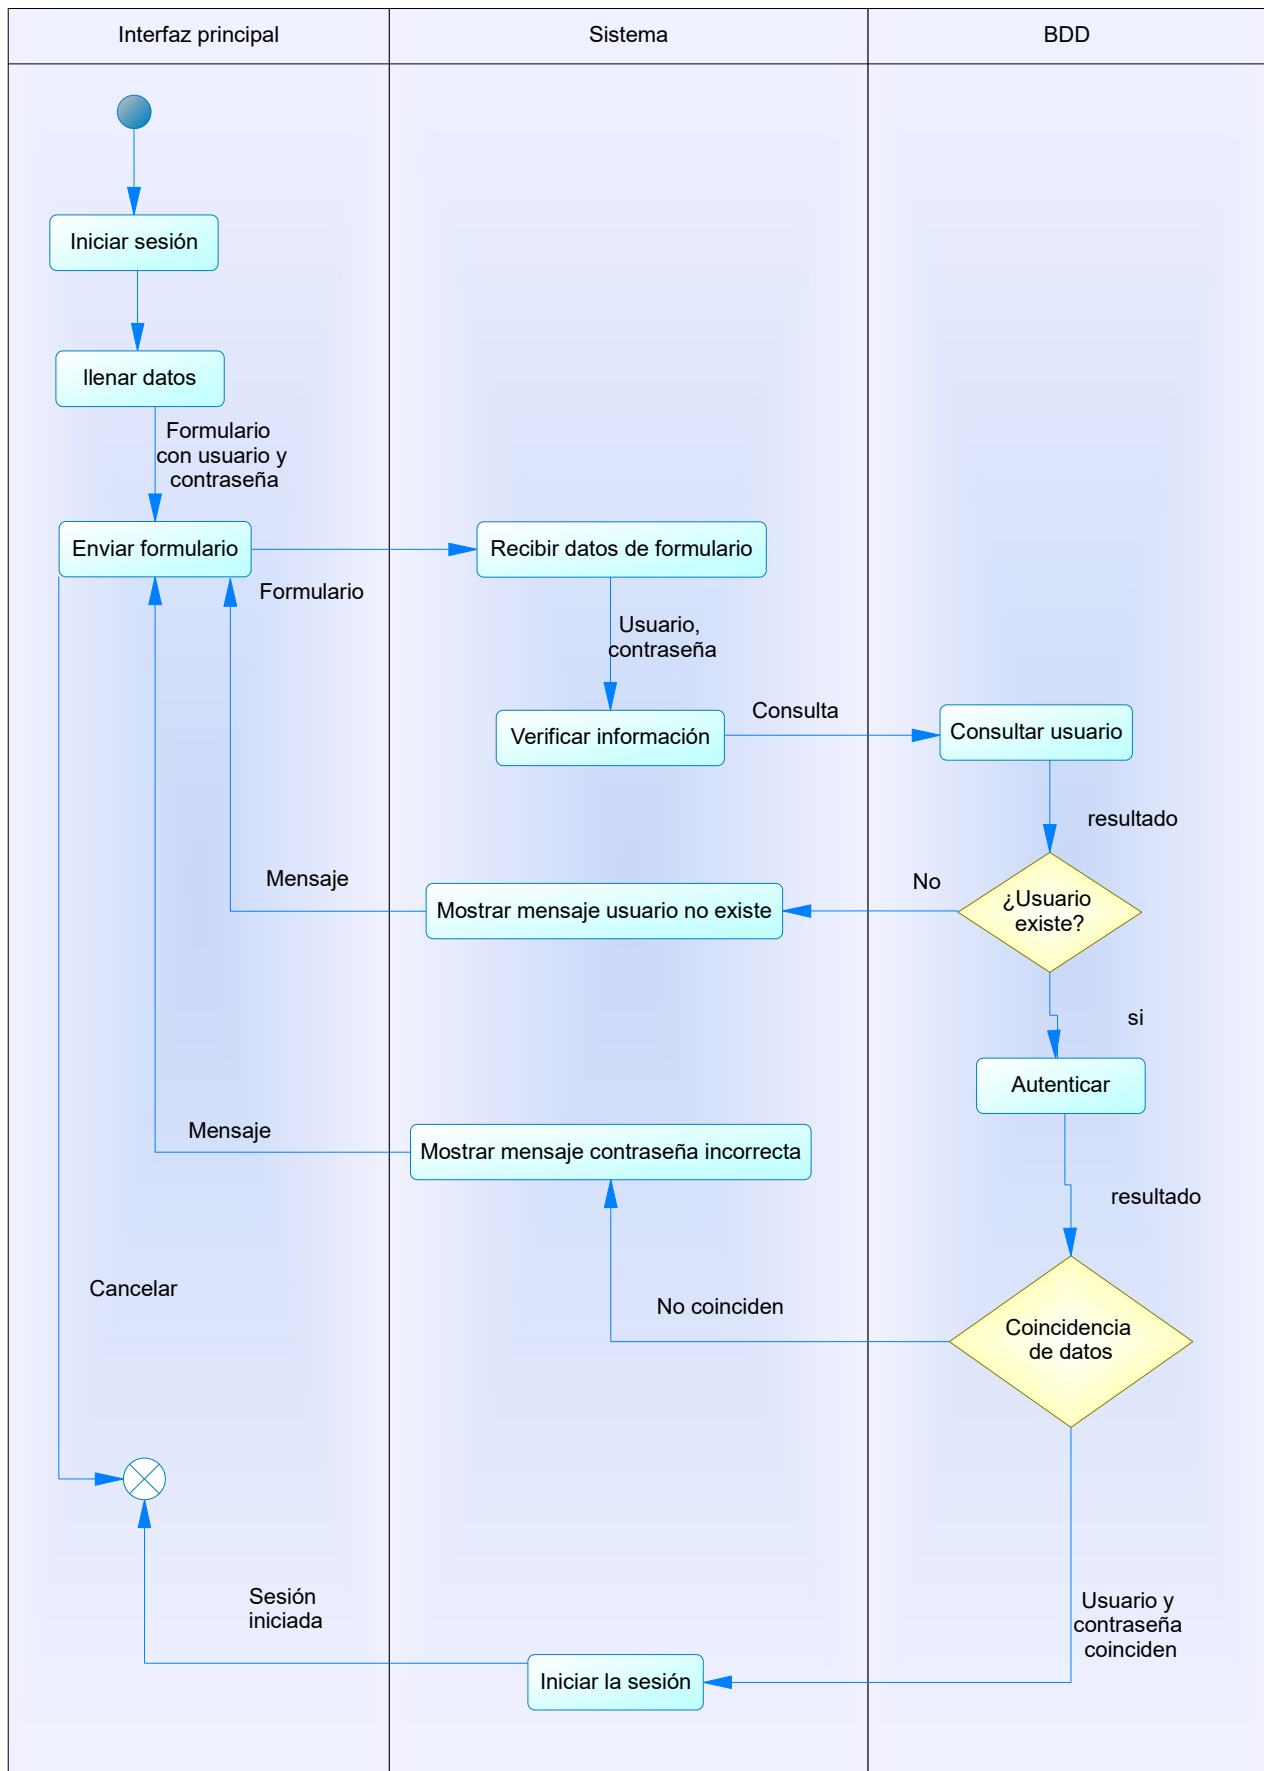 Interfaz principal
Sistema
BDD
Iniciar sesión
llenar datos
Formulario
con usuario y
contraseña
Enviar formulario
Recibir datos de formulario
Formulario
Usuario,
contraseña
Consulta
Verificar información
Consultar usuario
resultado
Mensaje
No
Mostrar mensaje usuario no existe
¿Usuario
existe?
si
Autenticar
Mensaje
Mostrar mensaje contraseña incorrecta
resultado
Cancelar
No coinciden
Coincidencia
de datos
Sesión
iniciada
Usuario y
contraseña
coinciden
Iniciar la sesión